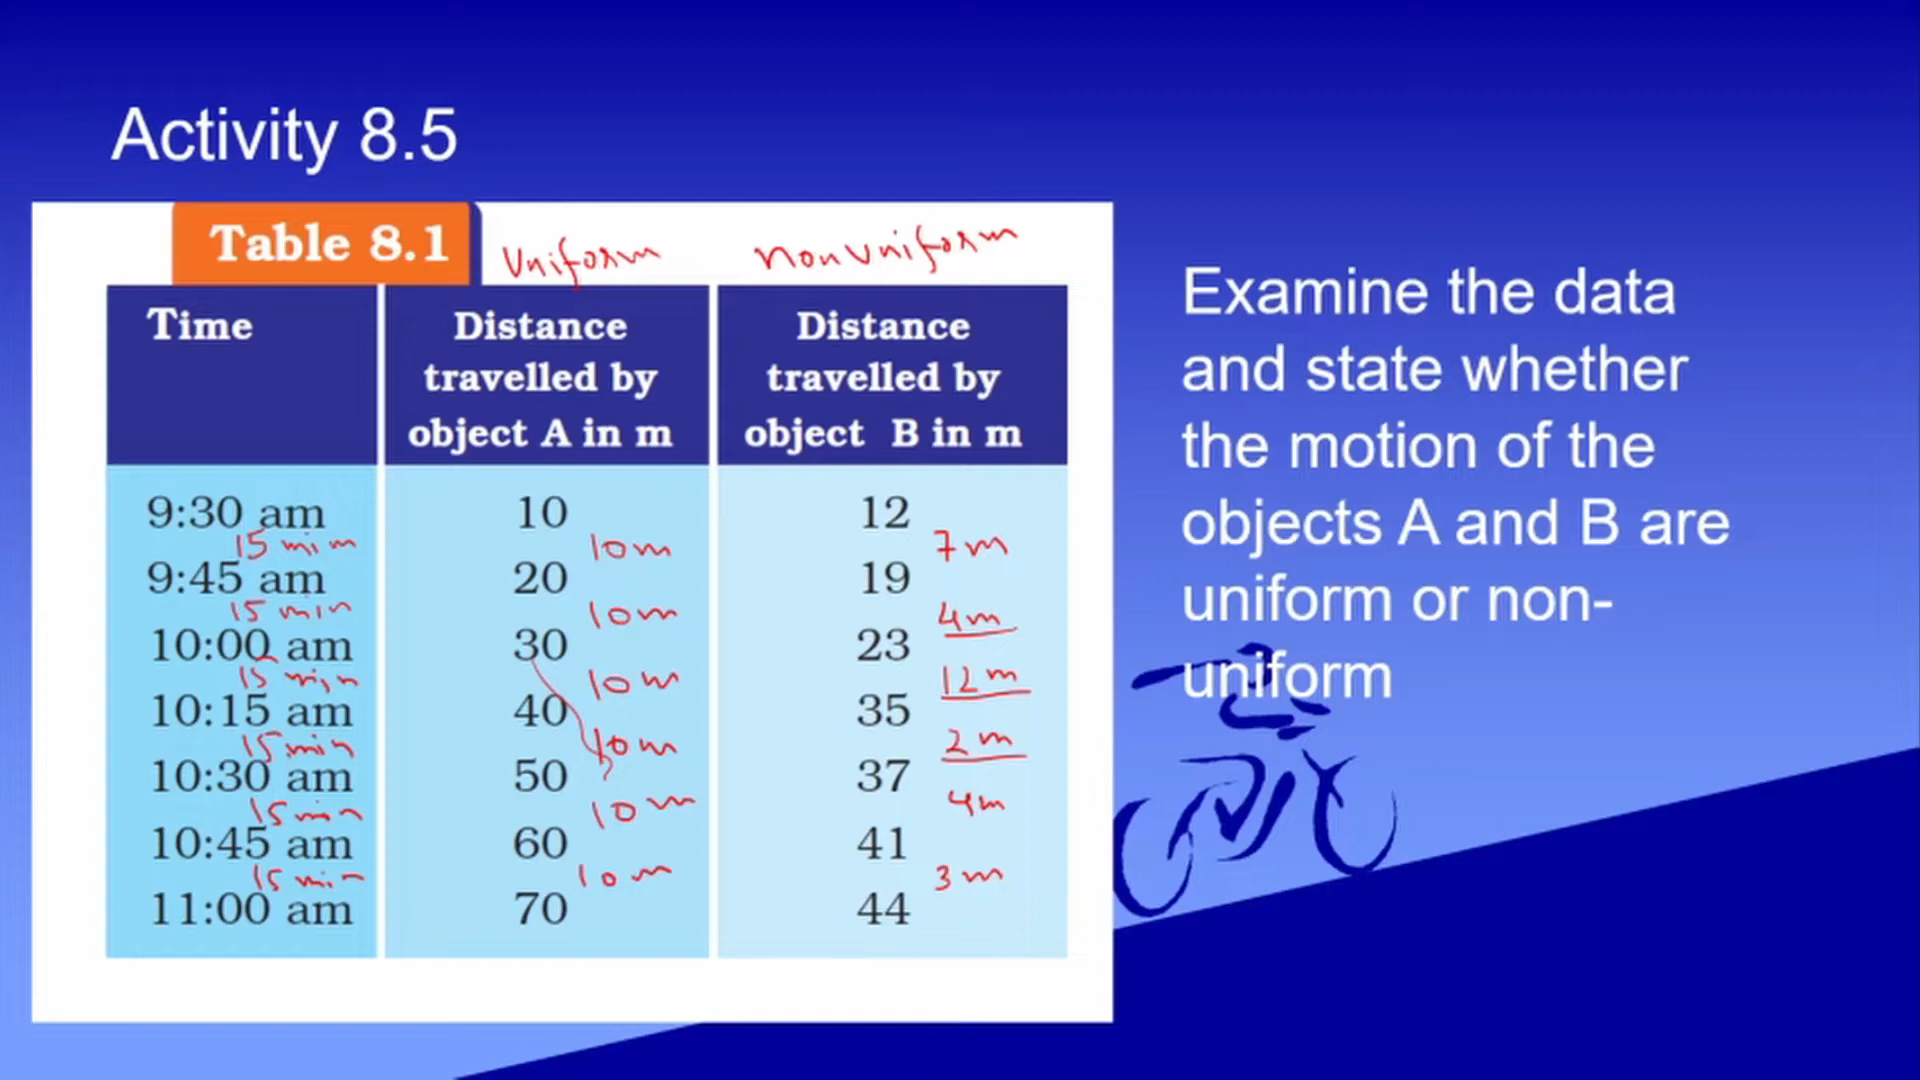 Activity 8.5
Table 8.1
Uniform
nonuniform
Time
Distance travelled by object A in m
Distance travelled by object B in m
9:30 am 10 12
15 min 10m 7m
9:45 am 20 19
15 min 10m 4m
10:00 am 30 23
15 min 10m 12m
10:15 am 40 35
15 min 10m 2m
10:30 am 50 37
15 min 10m 4m
10:45 am 60 41
15 min 10m 3m
11:00 am 70 44
Examine the data
and state whether
the motion of the
objects A and B are
uniform or non-
uniform